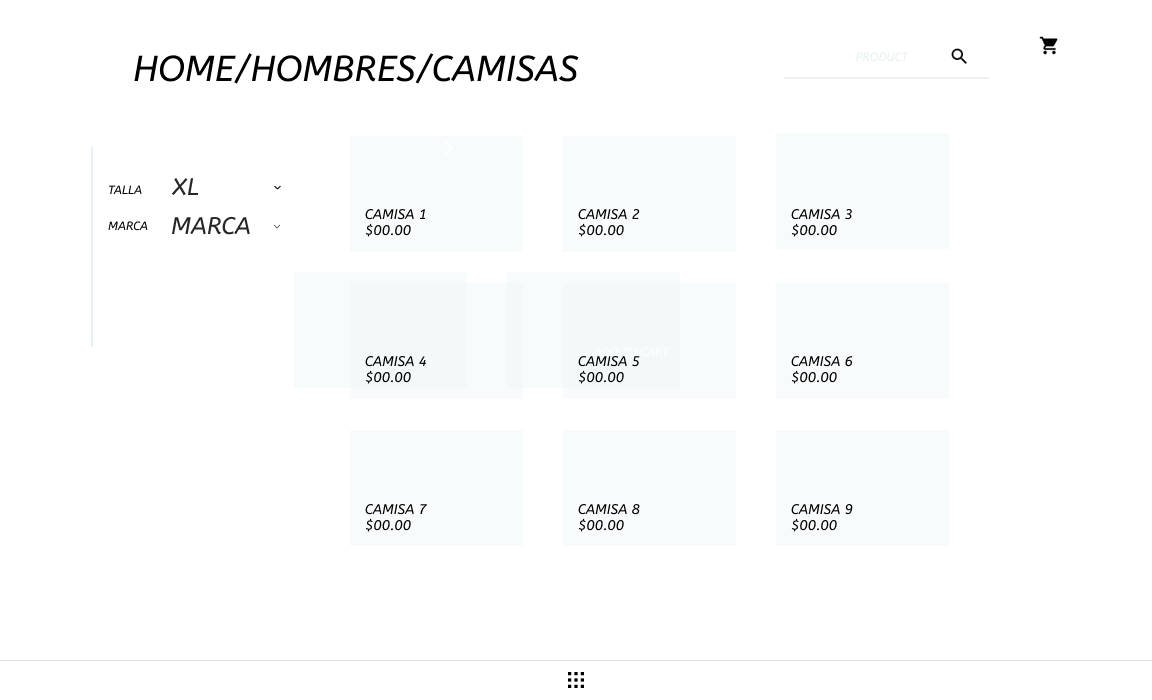 HOME/HOMBRES/CAMISAS
PRODUCT
TALLA
XL
MARCA
MARCA
CAMISA 1
$00.00
CAMISA 2
$00.00
CAMISA 3
$00.00
CAMISA 4
$00.00
CAMISA 5
$00.00
CAMISA 6
$00.00
CAMISA 7
$00.00
CAMISA 8
$00.00
CAMISA 9
$00.00